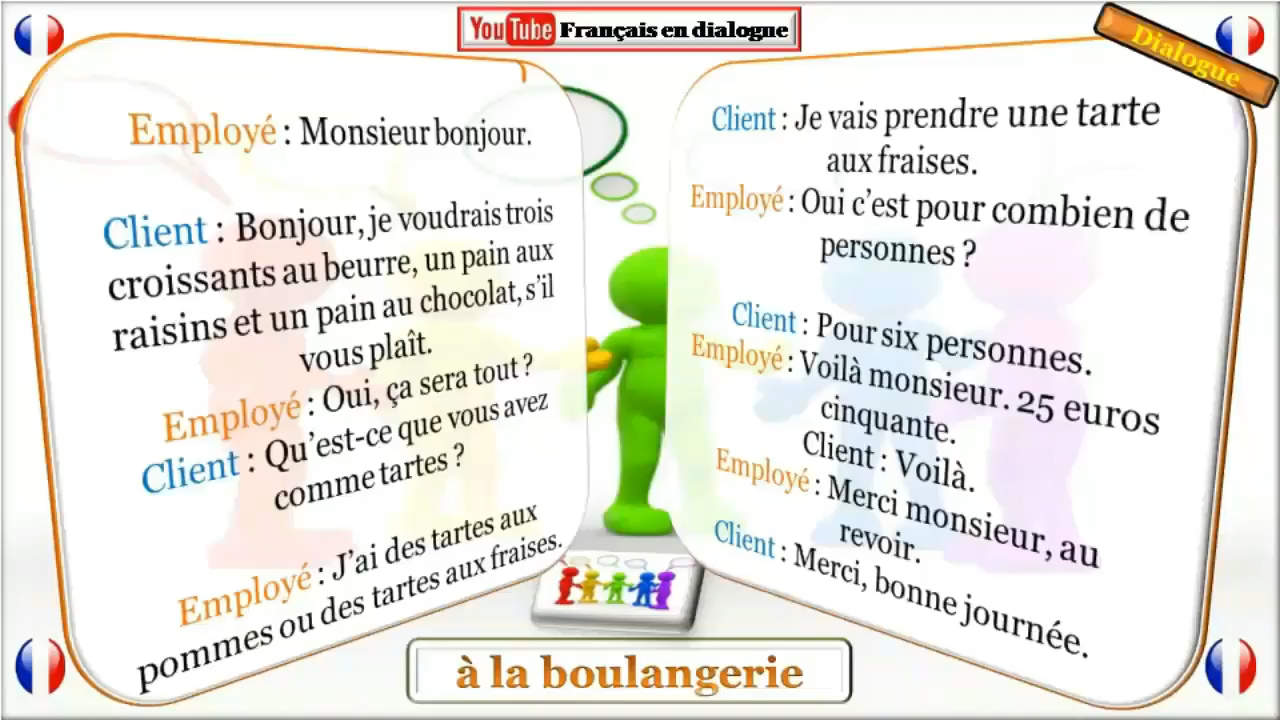 YouTube Français en dialogue
Dialogue
Employé : Monsieur bonjour.
Client : Bonjour, je voudrais trois
croissants au beurre, un pain aux
raisins et un pain au chocolat, s'il
vous plaît.
Employé : Oui, ça sera tout ?
Client : Qu'est-ce que vous avez
comme tartes ?
Employé : J'ai des tartes aux
pommes ou des tartes aux fraises.
Client : Je vais prendre une tarte
aux fraises.
Employé : Oui c'est pour combien de
personnes ?
Client : Pour six personnes.
Employé : Voilà monsieur. 25 euros
cinquante.
Client : Voilà.
Employé : Merci monsieur, au
revoir.
Client : Merci, bonne journée.
à la boulangerie